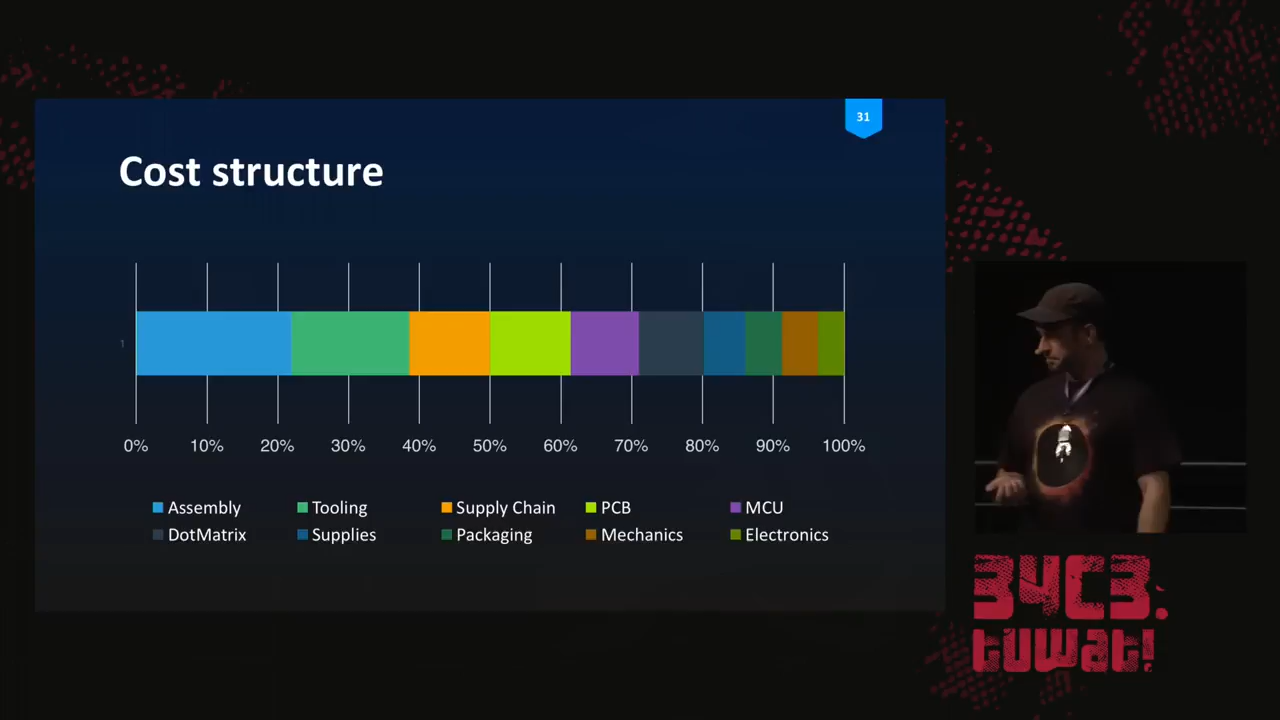 31
Cost structure
1
0% 10% 20% 30% 40% 50% 60% 70% 80% 90% 100%
Assembly Tooling Supply Chain PCB MCU
DotMatrix Supplies Packaging Mechanics Electronics
34C3.
tuwat!